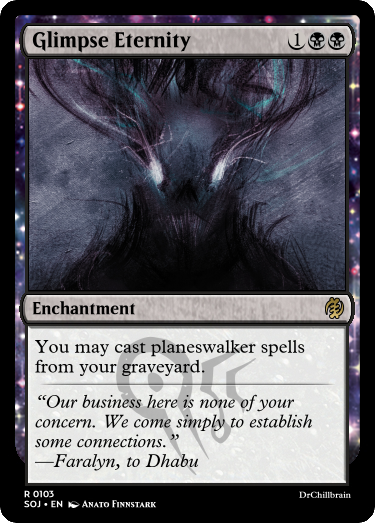 Glimpse Eternity 1
Enchantment
You may cast planeswalker spells
from your graveyard.
“Our business here is none of your
concern. We come simply to establish
some connections.”
—Faralyn, to Dhabu
R 0103
SOJ • EN Anato Finnstark
DrChillbrain